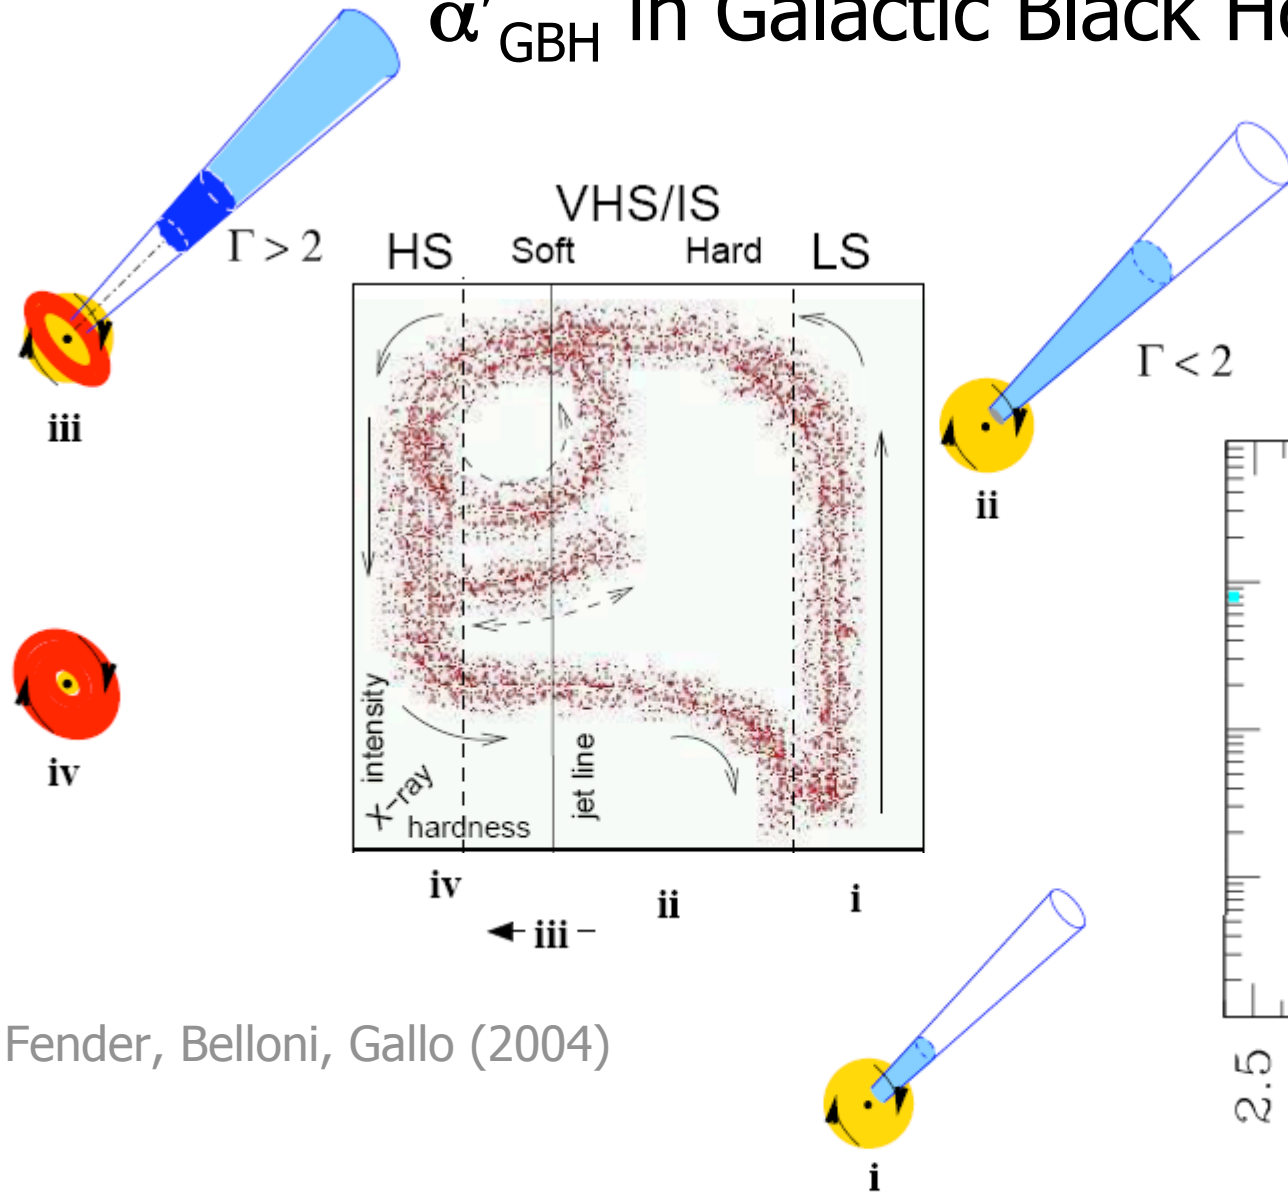 α′GBH in Galactic Black Ho
VHS/IS
HS Soft Hard LS
Γ > 2
Γ < 2
iii
ii
iv
intensity
X-ray
hardness
jet line
iv
ii
i
iii
Fender, Belloni, Gallo (2004)
2.5
i